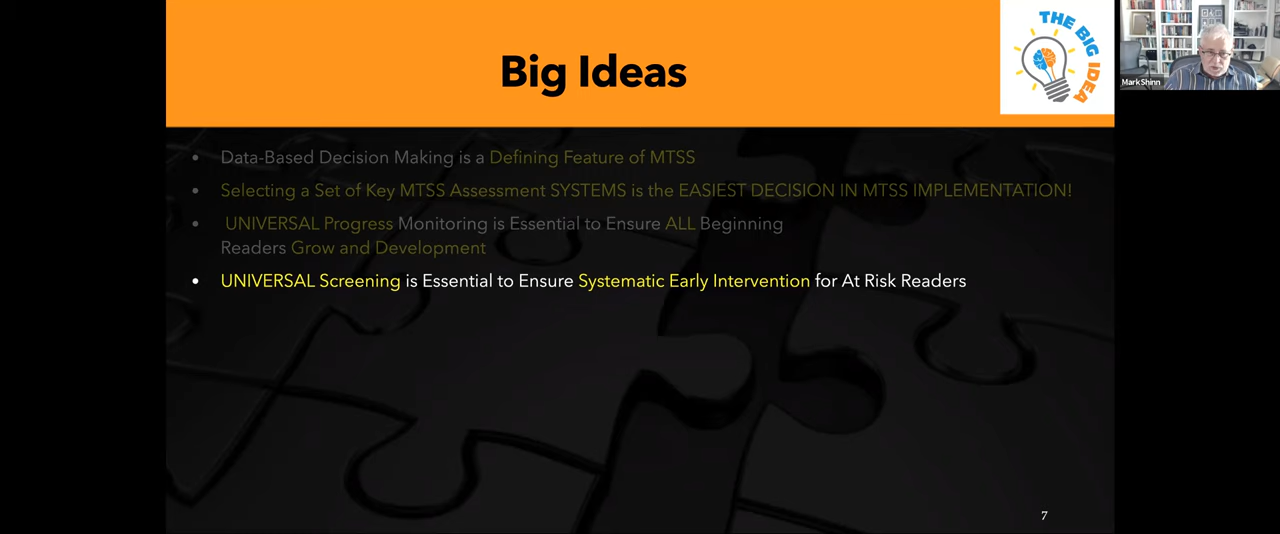 Big Ideas
THE BIG IDEA
Mark Shinn
• Data-Based Decision Making is a Defining Feature of MTSS
• Selecting a Set of Key MTSS Assessment SYSTEMS is the EASIEST DECISION IN MTSS IMPLEMENTATION!
• UNIVERSAL Progress Monitoring is Essential to Ensure ALL Beginning
Readers Grow and Development
• UNIVERSAL Screening is Essential to Ensure Systematic Early Intervention for At Risk Readers
7